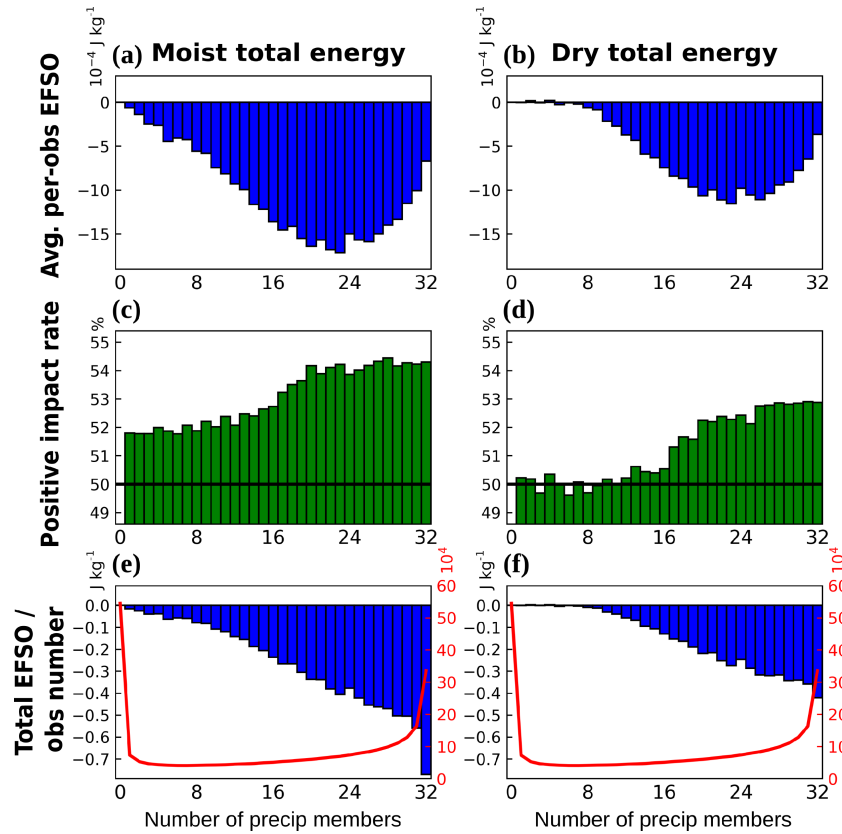 (a) Moist total energy
(b) Dry total energy
10⁻⁴ J kg⁻¹
10⁻⁴ J kg⁻¹
Avg. per-obs EFSO
0
−5
−10
−15
0 8 16 24 32
0
−5
−10
−15
0 8 16 24 32
(c)
(d)
Positive impact rate
%
55
54
53
52
51
50
49
0 8 16 24 32
%
55
54
53
52
51
50
49
0 8 16 24 32
(e)
(f)
Total EFSO /
obs number
J kg⁻¹
0.0
−0.1
−0.2
−0.3
−0.4
−0.5
−0.6
−0.7
10⁴
60
50
40
30
20
10
0
0 8 16 24 32
Number of precip members
J kg⁻¹
0.0
−0.1
−0.2
−0.3
−0.4
−0.5
−0.6
−0.7
10⁴
60
50
40
30
20
10
0
0 8 16 24 32
Number of precip members